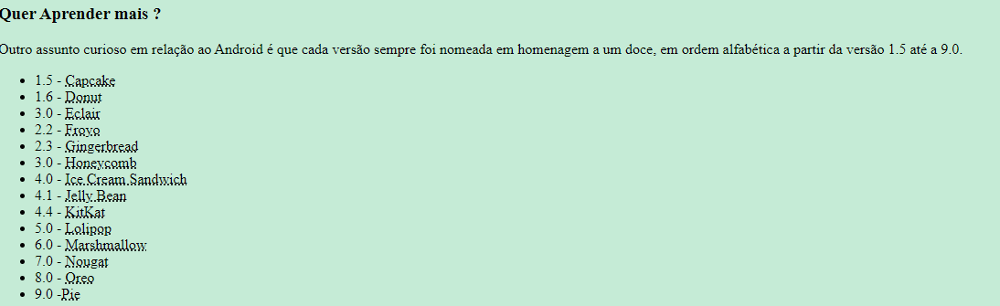 Quer Aprender mais ?
Outro assunto curioso em relação ao Android é que cada versão sempre foi nomeada em homenagem a um doce, em ordem alfabética a partir da versão 1.5 até a 9.0.
• 1.5 - Capcake
• 1.6 - Donut
• 3.0 - Eclair
• 2.2 - Froyo
• 2.3 - Gingerbread
• 3.0 - Honeycomb
• 4.0 - Ice Cream Sandwich
• 4.1 - Jelly Bean
• 4.4 - KitKat
• 5.0 - Lolipop
• 6.0 - Marshmallow
• 7.0 - Nougat
• 8.0 - Oreo
• 9.0 -Pie